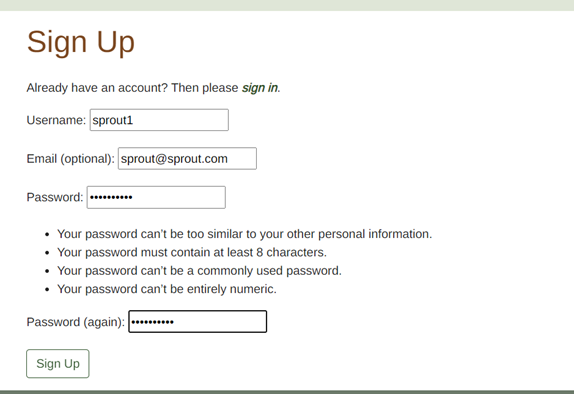 Sign Up
Already have an account? Then please sign in.
Username: sprout1
Email (optional): sprout@sprout.com
Password: ••••••••••
• Your password can’t be too similar to your other personal information.
• Your password must contain at least 8 characters.
• Your password can’t be a commonly used password.
• Your password can’t be entirely numeric.
Password (again): ••••••••••
Sign Up